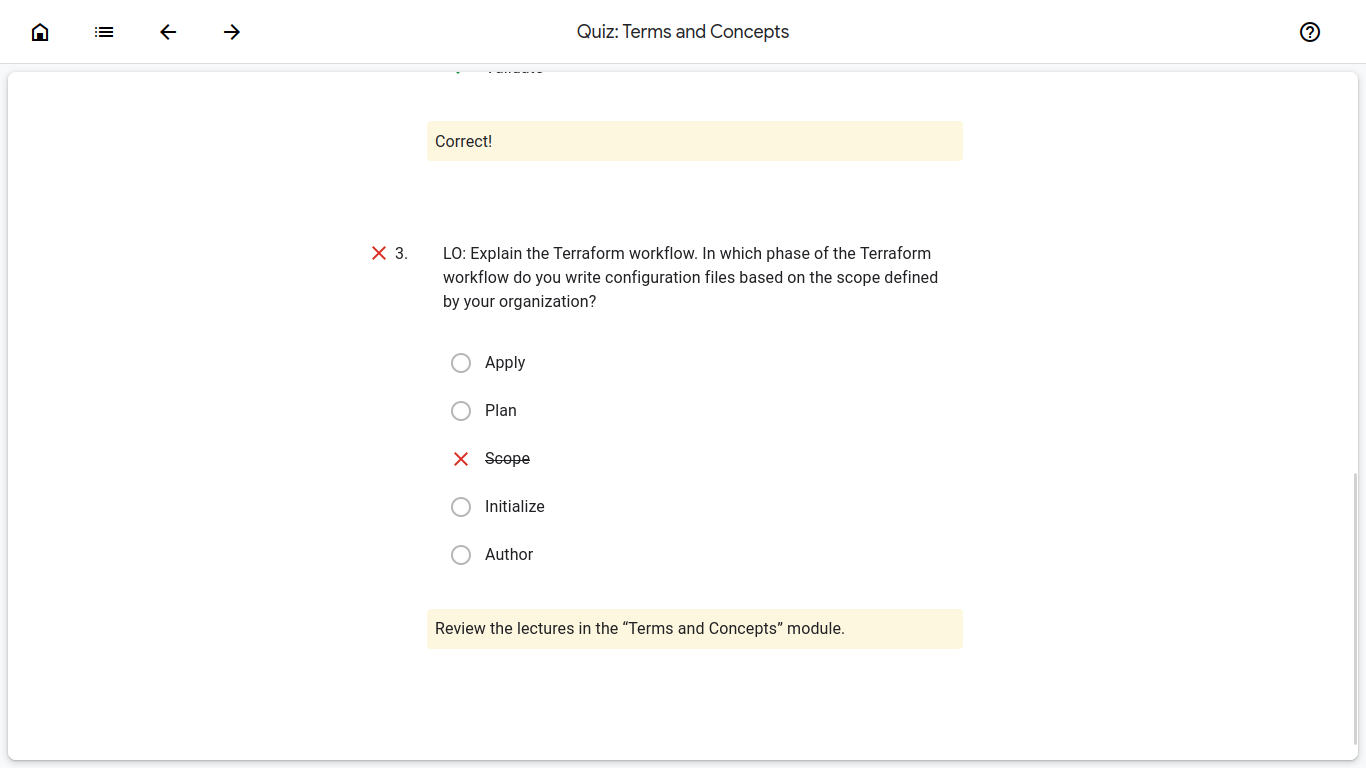 Quiz: Terms and Concepts
Correct!
3. LO: Explain the Terraform workflow. In which phase of the Terraform
workflow do you write configuration files based on the scope defined
by your organization?
Apply
Plan
Scope
Initialize
Author
Review the lectures in the “Terms and Concepts” module.